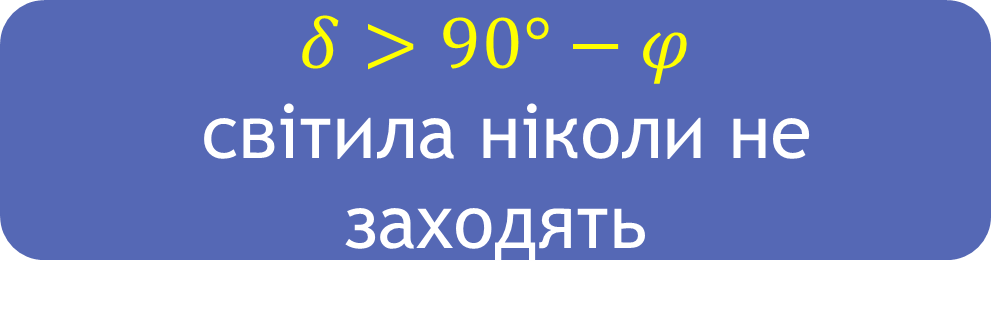 δ > 90° − φ
світила ніколи не
заходять